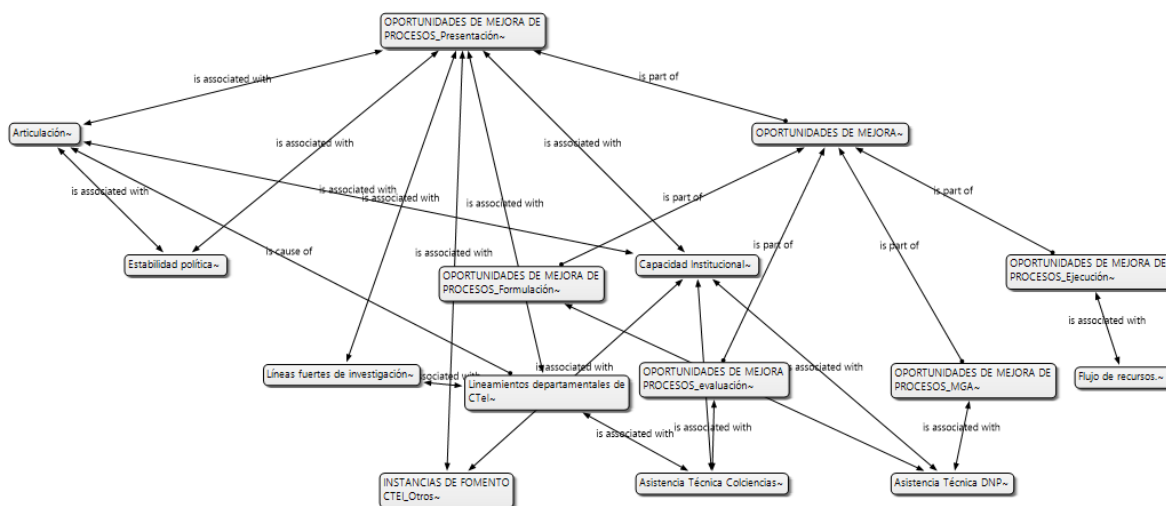 OPORTUNIDADES DE MEJORA DE
PROCESOS_Presentación~
is associated with
is part of
Articulación~
OPORTUNIDADES DE MEJORA~
is associated with
is associated with
is associated with
is associated with
is associated with
is associated with
is part of
is part of
is cause of
is associated with
is part of
is part of
Estabilidad política~
Capacidad Institucional~
OPORTUNIDADES DE MEJORA DE
PROCESOS_Formulación~
OPORTUNIDADES DE MEJORA DE
PROCESOS_Ejecución~
is associated with
Líneas fuertes de investigación~
associated with
Lineamientos departamentales de
CTeI~
is associated with
OPORTUNIDADES DE MEJORA
PROCESOS_evaluación~
is associated with
OPORTUNIDADES DE MEJORA DE
PROCESOS_MGA~
Flujo de recursos.~
is associated with
is associated with
is associated with
INSTANCIAS DE FOMENTO
CTEI_Otros~
Asistencia Técnica Colciencias~
Asistencia Técnica DNP~